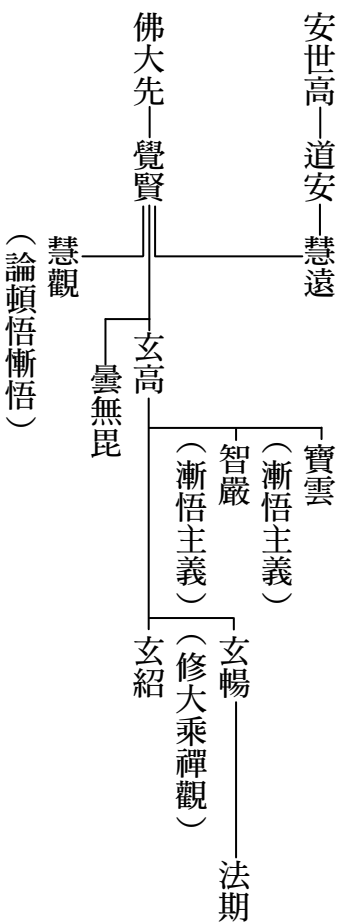 安世高—道安—慧遠
佛大先—覺賢
慧觀
（論頓悟慚悟）
玄高
曇無毘
寶雲
（漸悟主義）
智嚴
（漸悟主義）
玄暢
（修大乘禪觀）
玄紹
法期